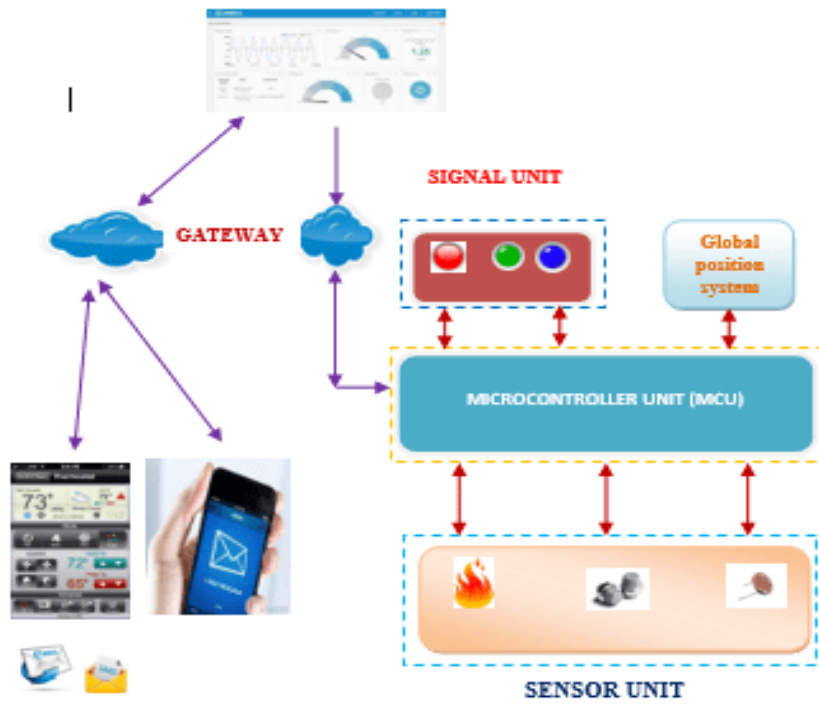 SIGNAL UNIT
GATEWAY
Global
position
system
MICROCONTROLLER UNIT (MCU)
73°
72°
65°
SENSOR UNIT